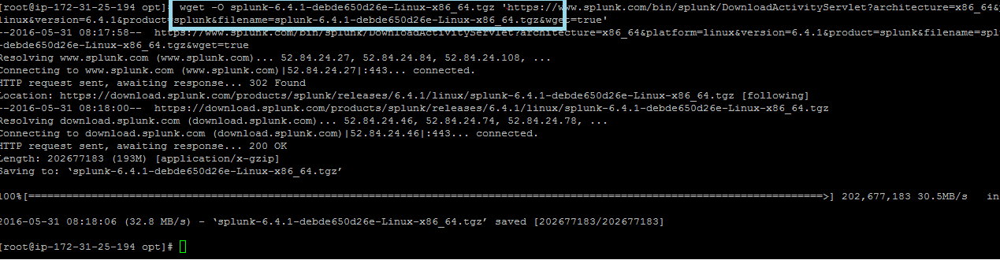 [root@ip-172-31-25-194 opt]# wget -O splunk-6.4.1-debde650d26e-Linux-x86_64.tgz 'https://www.splunk.com/bin/splunk/DownloadActivityServlet?architecture=x86_64&
linux&version=6.4.1&product=splunk&filename=splunk-6.4.1-debde650d26e-Linux-x86_64.tgz&wget=true'
--2016-05-31 08:17:58-- https://www.splunk.com/bin/splunk/DownloadActivityServlet?architecture=x86_64&platform=linux&version=6.4.1&product=splunk&filename=spl
-debde650d26e-Linux-x86_64.tgz&wget=true
Resolving www.splunk.com (www.splunk.com)... 52.84.24.27, 52.84.24.84, 52.84.24.108, ...
Connecting to www.splunk.com (www.splunk.com)|52.84.24.27|:443... connected.
HTTP request sent, awaiting response... 302 Found
Location: https://download.splunk.com/products/splunk/releases/6.4.1/linux/splunk-6.4.1-debde650d26e-Linux-x86_64.tgz [following]
--2016-05-31 08:18:00-- https://download.splunk.com/products/splunk/releases/6.4.1/linux/splunk-6.4.1-debde650d26e-Linux-x86_64.tgz
Resolving download.splunk.com (download.splunk.com)... 52.84.24.46, 52.84.24.74, 52.84.24.78, ...
Connecting to download.splunk.com (download.splunk.com)|52.84.24.46|:443... connected.
HTTP request sent, awaiting response... 200 OK
Length: 202677183 (193M) [application/x-gzip]
Saving to: ‘splunk-6.4.1-debde650d26e-Linux-x86_64.tgz’
100%[==============================================================================================================================>] 202,677,183 30.5MB/s in
2016-05-31 08:18:06 (32.8 MB/s) - ‘splunk-6.4.1-debde650d26e-Linux-x86_64.tgz’ saved [202677183/202677183]
[root@ip-172-31-25-194 opt]#